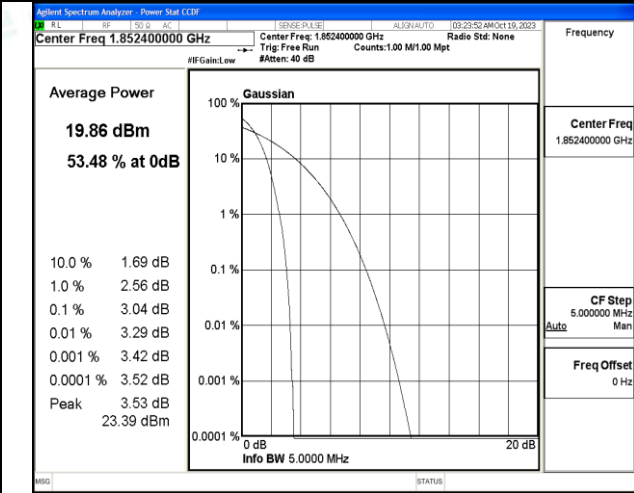 Agilent Spectrum Analyzer - Power Stat CCDF
RL RF 50 Ω AC SENSE:PULSE ALIGNAUTO 03:23:52 AM Oct 19, 2023
Center Freq 1.852400000 GHz
Center Freq: 1.852400000 GHz Radio Std: None
Trig: Free Run Counts:1.00 M/1.00 Mpt
#IFGain:Low #Atten: 40 dB
Frequency
Average Power
19.86 dBm
53.48 % at 0dB
10.0 % 1.69 dB
1.0 % 2.56 dB
0.1 % 3.04 dB
0.01 % 3.29 dB
0.001 % 3.42 dB
0.0001 % 3.52 dB
Peak 3.53 dB
23.39 dBm
Gaussian
100 %
10 %
1 %
0.1 %
0.01 %
0.001 %
0.0001 %
0 dB 20 dB
Info BW 5.0000 MHz
Center Freq
1.852400000 GHz
CF Step
5.000000 MHz
Auto Man
Freq Offset
0 Hz
MSG STATUS